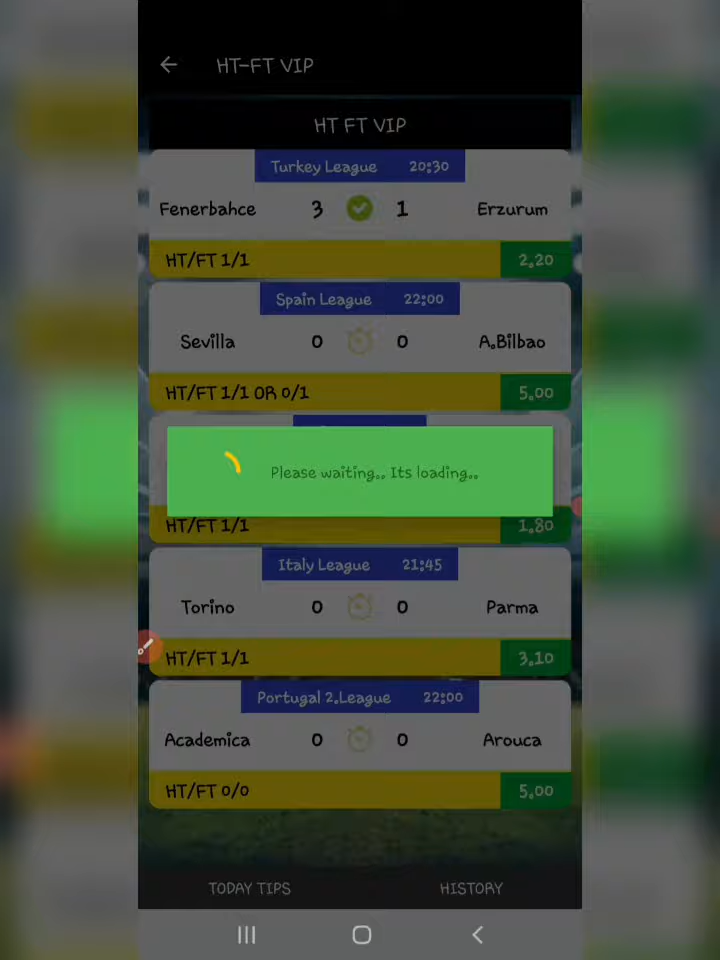 HT-FT VIP
HT FT VIP
Turkey League 20:30
Fenerbahce 3 1 Erzurum
HT/FT 1/1 2,20
Spain League 22:00
Sevilla 0 0 A.Bilbao
HT/FT 1/1 OR 0/1 5,00
Please waiting.. Its loading..
HT/FT 1/1 1,80
Italy League 21:45
Torino 0 0 Parma
HT/FT 1/1 3,10
Portugal 2.League 22:00
Academica 0 0 Arouca
HT/FT 0/0 5,00
TODAY TIPS HISTORY